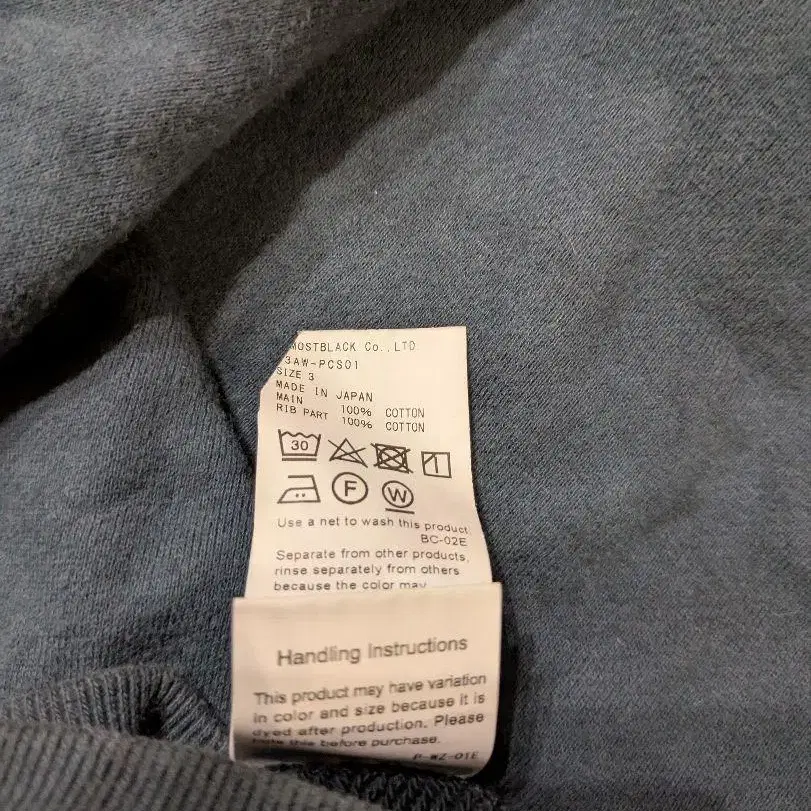 MOSTBLACK Co.,LTD
3AW-PCS01
SIZE 3
MADE IN JAPAN
MAIN 100% COTTON
RIB PART 100% COTTON
30
F
W
Use a net to wash this product.
BC-02E
Separate from other products,
rinse separately from others
because the color may
Handling Instructions
This product may have variation
in color and size because it is
dyed after production. Please
note this before purchase.
P-WZ-01E